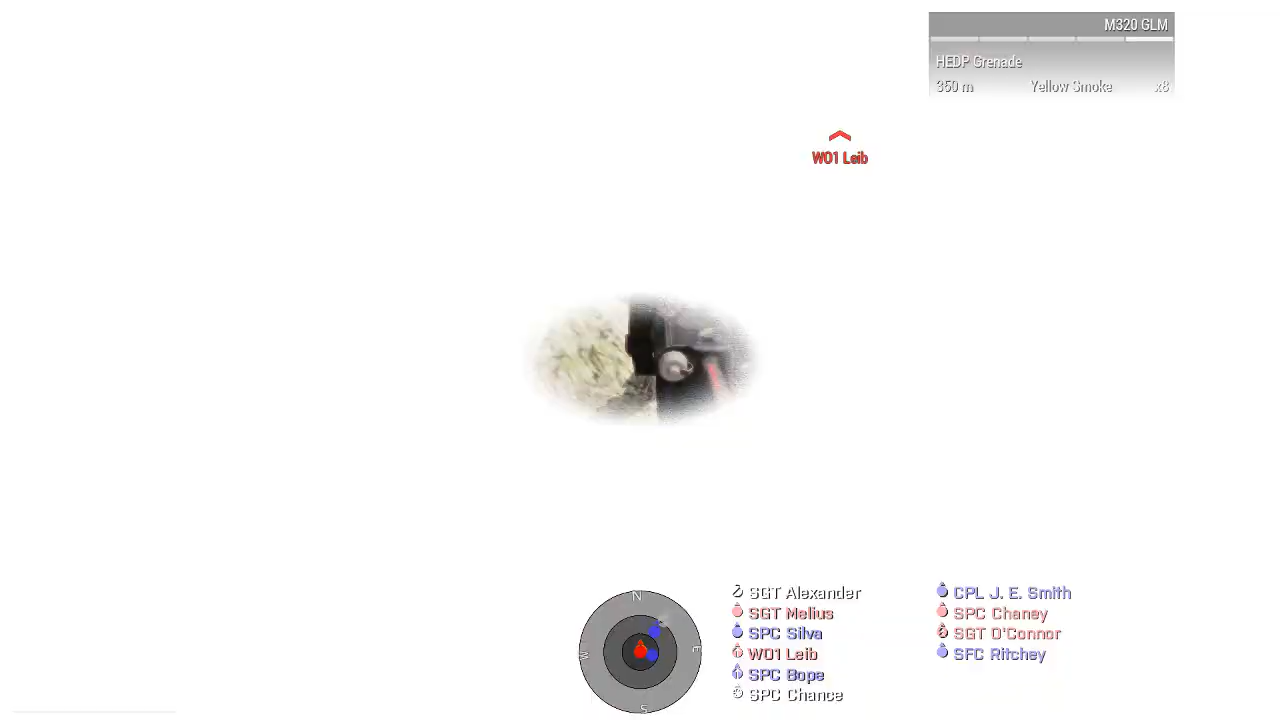 M320 GLM
HEDP Grenade
350 m Yellow Smoke x8
W01 Leib
N
W E
S
SGT Alexander
SGT Melius
SPC Silva
W01 Leib
SPC Bope
SPC Chance
CPL J. E. Smith
SPC Chaney
SGT O'Connor
SFC Ritchey